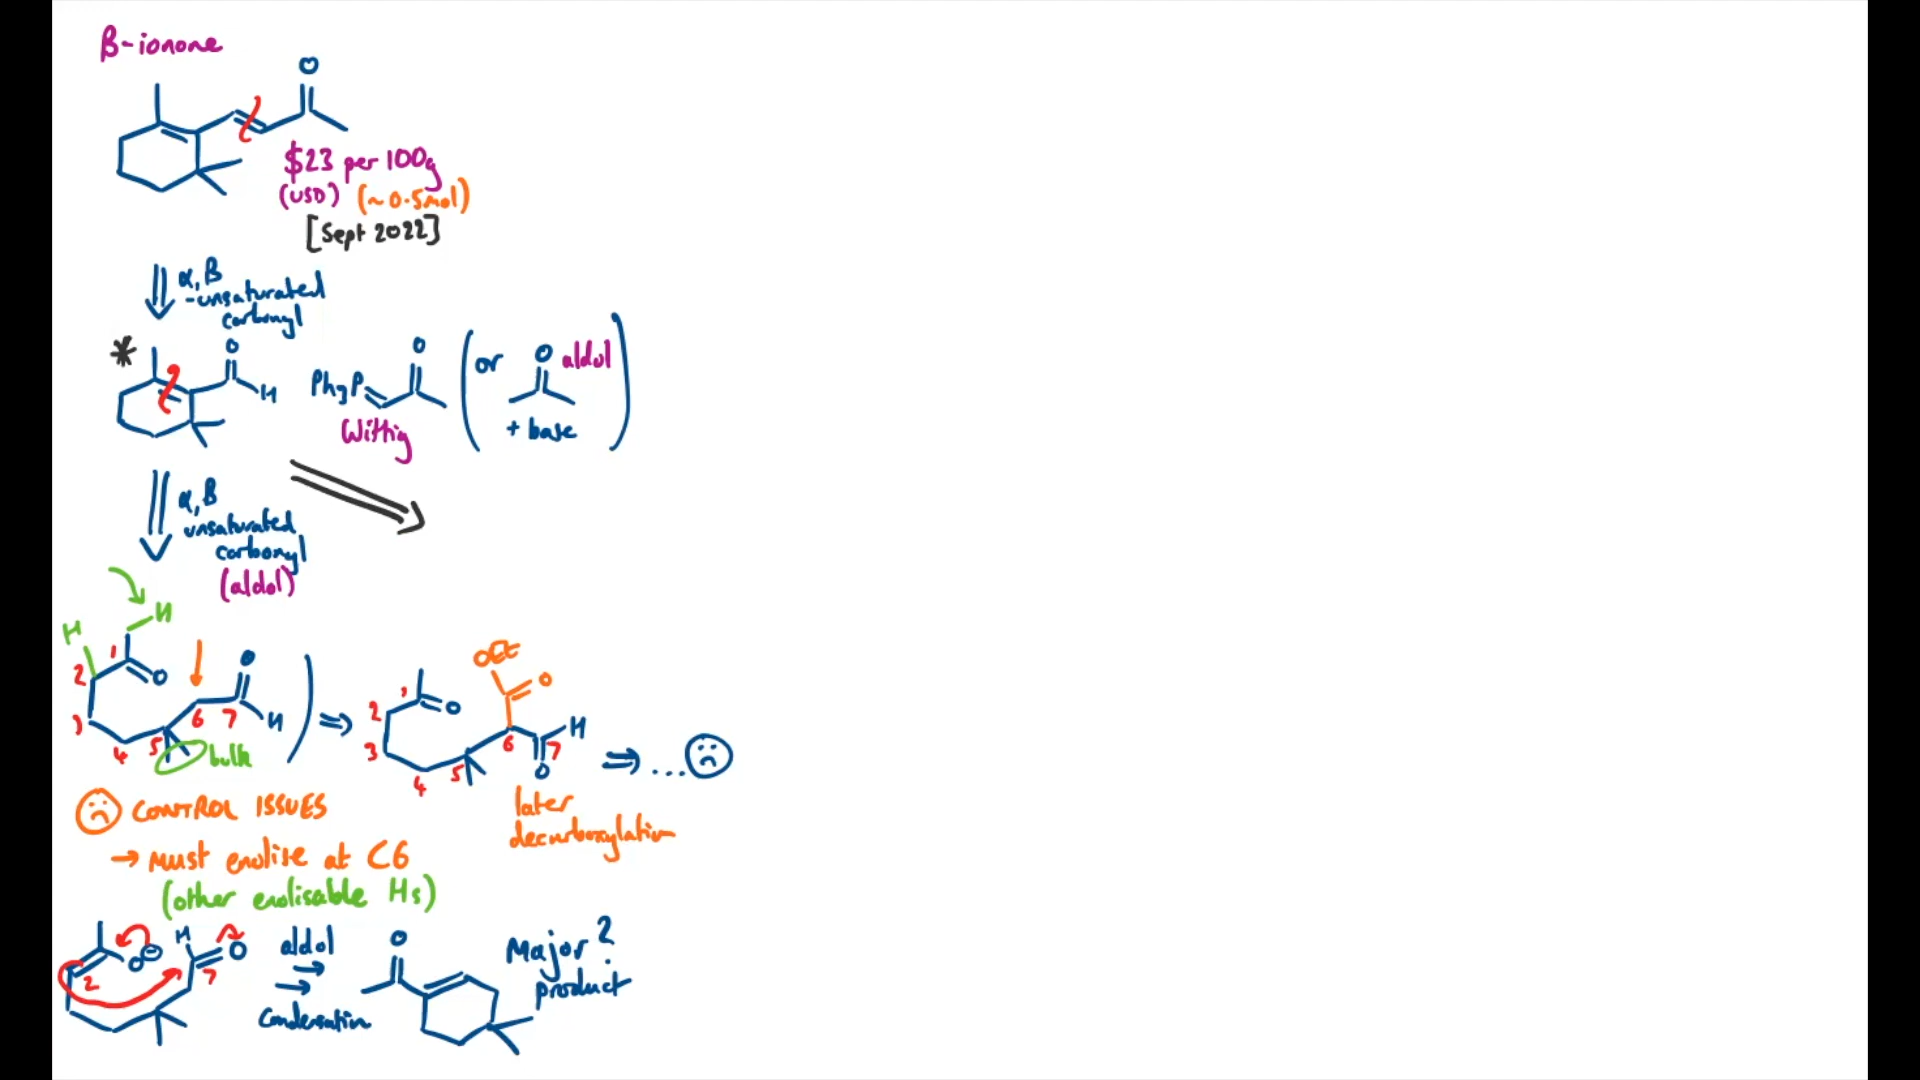 β-ionone
O
$23 per 100g
(USD) (~0.5mol)
[Sept 2022]
α, β
-unsaturated
carbonyl
* O H Ph₃P O (or O aldol)
Wittig + base
α, β
unsaturated
carbonyl
(aldol)
H H
1 O 2 3 4 5 6 7 O H
bulk
1 O 2 3 4 5 6 7 OEt O H O
...
CONTROL ISSUES
later
decarboxylation
→ Must enolise at C6
(other enolisable Hs)
O⊖ H O 2 7
aldol
Condensation
O
Major?
product